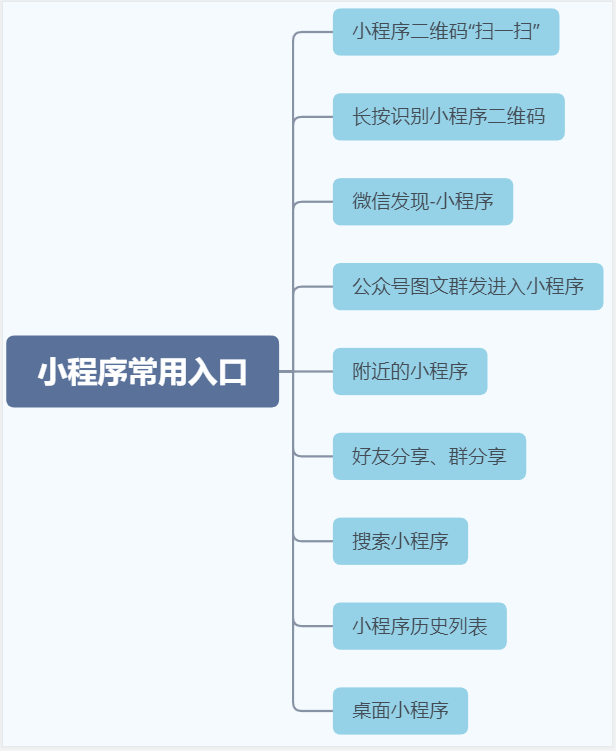 小程序二维码“扫一扫”
长按识别小程序二维码
微信发现-小程序
公众号图文群发进入小程序
小程序常用入口
附近的小程序
好友分享、群分享
搜索小程序
小程序历史列表
桌面小程序